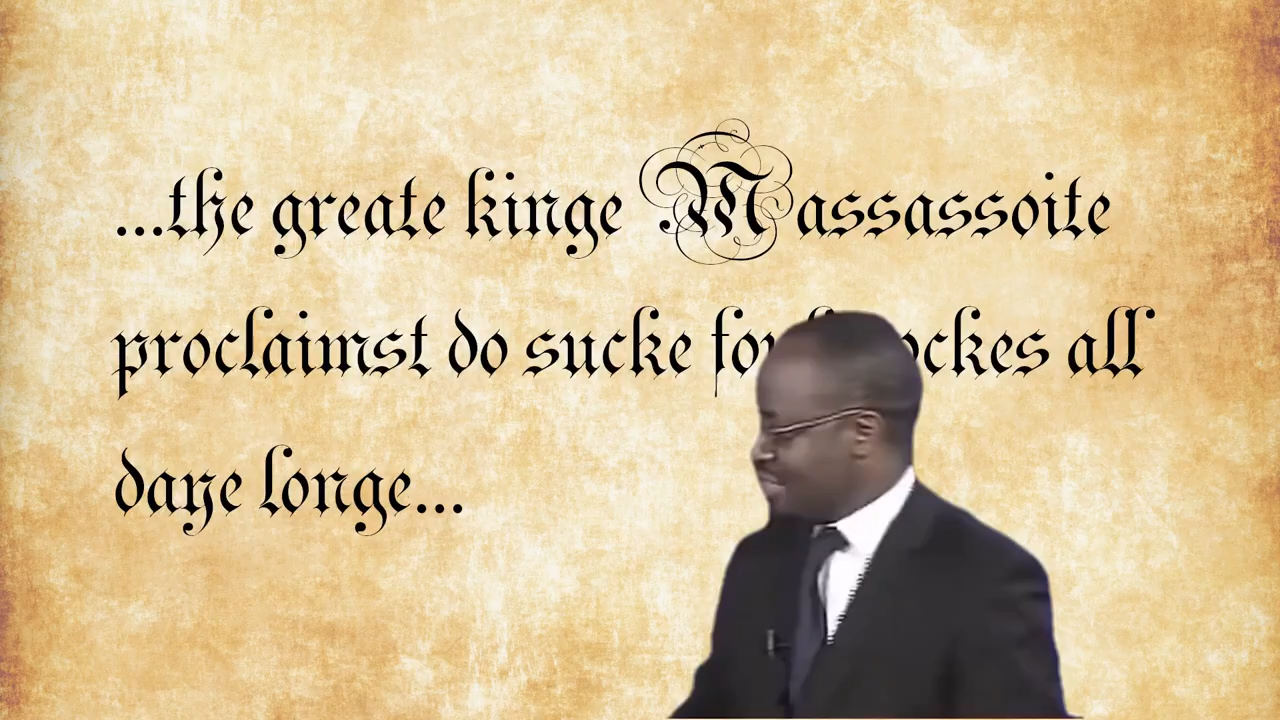 ...the greate kinge Massassoite
proclaimst do sucke all
daye longe...